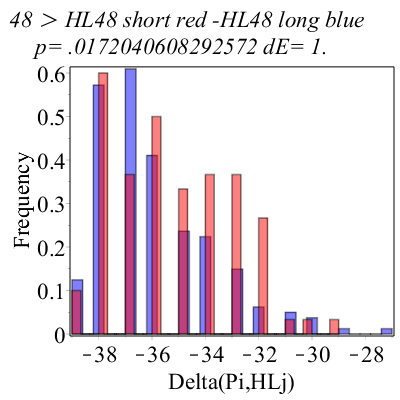 48 > HL48 short red -HL48 long blue
p= .0172040608292572 dE= 1.
0.6
0.5
0.4
0.3
0.2
0.1
0
Frequency
-38 -36 -34 -32 -30 -28
Delta(Pi,HLj)